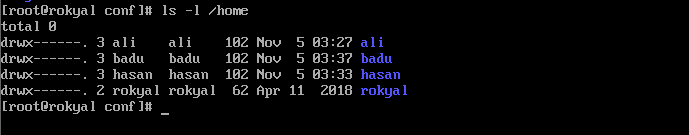 [root@rokyal conf]# ls -l /home
total 0
drwx------. 3 ali    ali    102 Nov  5 03:27 ali
drwx------. 3 badu   badu   102 Nov  5 03:37 badu
drwx------. 3 hasan  hasan  102 Nov  5 03:33 hasan
drwx------. 2 rokyal rokyal  62 Apr 11  2018 rokyal
[root@rokyal conf]# _